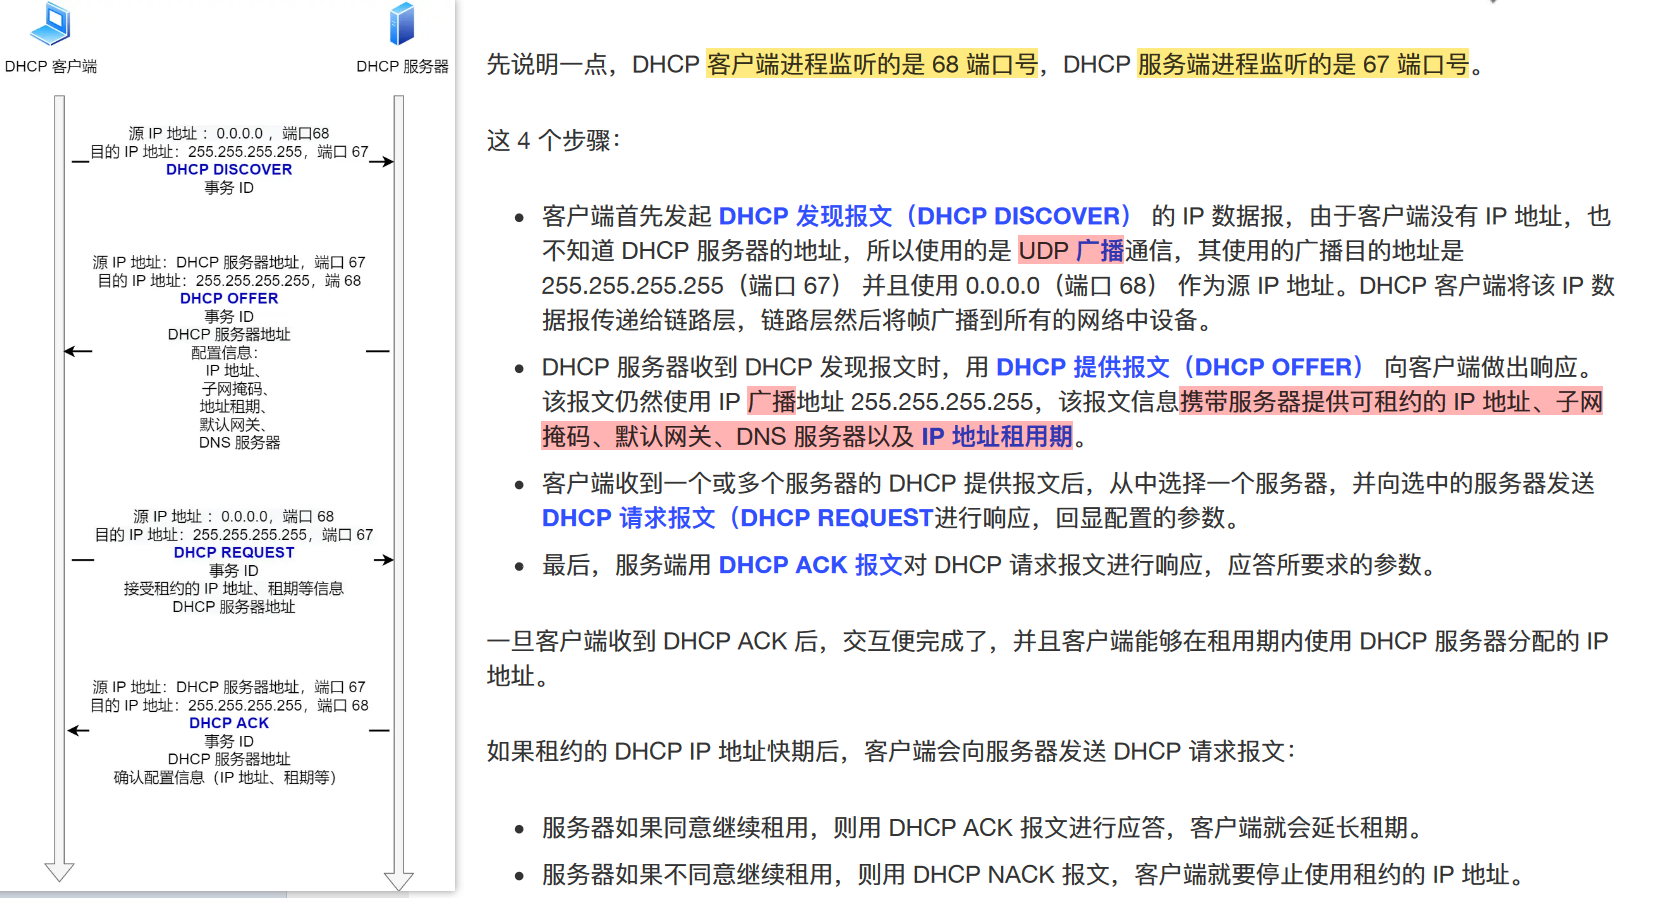 DHCP 客户端
DHCP 服务器
源 IP 地址 ：0.0.0.0 ，端口68
目的 IP 地址：255.255.255.255，端口 67
DHCP DISCOVER
事务 ID
源 IP 地址：DHCP 服务器地址，端口 67
目的 IP 地址：255.255.255.255，端 68
DHCP OFFER
事务 ID
DHCP 服务器地址
配置信息：
IP 地址、
子网掩码、
地址租期、
默认网关、
DNS 服务器
源 IP 地址 ：0.0.0.0，端口 68
目的 IP 地址：255.255.255.255，端口 67
DHCP REQUEST
事务 ID
接受租约的 IP 地址、租期等信息
DHCP 服务器地址
源 IP 地址：DHCP 服务器地址，端口 67
目的 IP 地址：255.255.255.255，端口 68
DHCP ACK
事务 ID
DHCP 服务器地址
确认配置信息（IP 地址、租期等）
先说明一点，DHCP 客户端进程监听的是 68 端口号，DHCP 服务端进程监听的是 67 端口号。
这 4 个步骤：
• 客户端首先发起 DHCP 发现报文（DHCP DISCOVER） 的 IP 数据报，由于客户端没有 IP 地址，也
不知道 DHCP 服务器的地址，所以使用的是 UDP 广播通信，其使用的广播目的地址是
255.255.255.255（端口 67） 并且使用 0.0.0.0（端口 68） 作为源 IP 地址。DHCP 客户端将该 IP 数
据报传递给链路层，链路层然后将帧广播到所有的网络中设备。
• DHCP 服务器收到 DHCP 发现报文时，用 DHCP 提供报文（DHCP OFFER） 向客户端做出响应。
该报文仍然使用 IP 广播地址 255.255.255.255，该报文信息携带服务器提供可租约的 IP 地址、子网
掩码、默认网关、DNS 服务器以及 IP 地址租用期。
• 客户端收到一个或多个服务器的 DHCP 提供报文后，从中选择一个服务器，并向选中的服务器发送
DHCP 请求报文（DHCP REQUEST进行响应，回显配置的参数。
• 最后，服务端用 DHCP ACK 报文对 DHCP 请求报文进行响应，应答所要求的参数。
一旦客户端收到 DHCP ACK 后，交互便完成了，并且客户端能够在租用期内使用 DHCP 服务器分配的 IP
地址。
如果租约的 DHCP IP 地址快期后，客户端会向服务器发送 DHCP 请求报文：
• 服务器如果同意继续租用，则用 DHCP ACK 报文进行应答，客户端就会延长租期。
• 服务器如果不同意继续租用，则用 DHCP NACK 报文，客户端就要停止使用租约的 IP 地址。